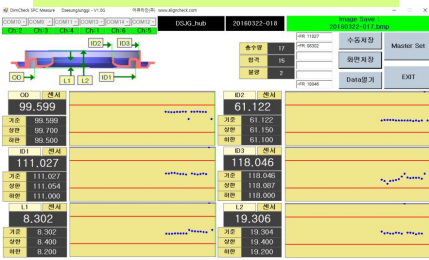 DimCheck SPC Measure Daesungjunggi - V1.05 www.aligncheck.com
COM10 COM9 COM11 COM13 COM14 COM12
Ch:2 Ch:3 Ch:1 Ch:4 Ch:6 Ch:5
DSJG_hub
20160322-018
Image Save :
20160322-017.bmp
ID2 ID3
OD L1 L2 ID1
총수량 17
합격 15
불량 2
수동저장
화면저장
Data열기
Master Set
EXIT
OD 센서
99.599
기준 99.599
상한 99.700
하한 99.500
ID2 센서
61.122
기준 61.122
상한 61.150
하한 61.100
ID1 센서
111.027
기준 111.027
상한 111.054
하한 111.000
ID3 센서
118.046
기준 118.046
상한 118.087
하한 118.000
L1 센서
8.302
기준 8.302
상한 8.400
하한 8.200
L2 센서
19.306
기준 19.304
상한 19.400
하한 19.200